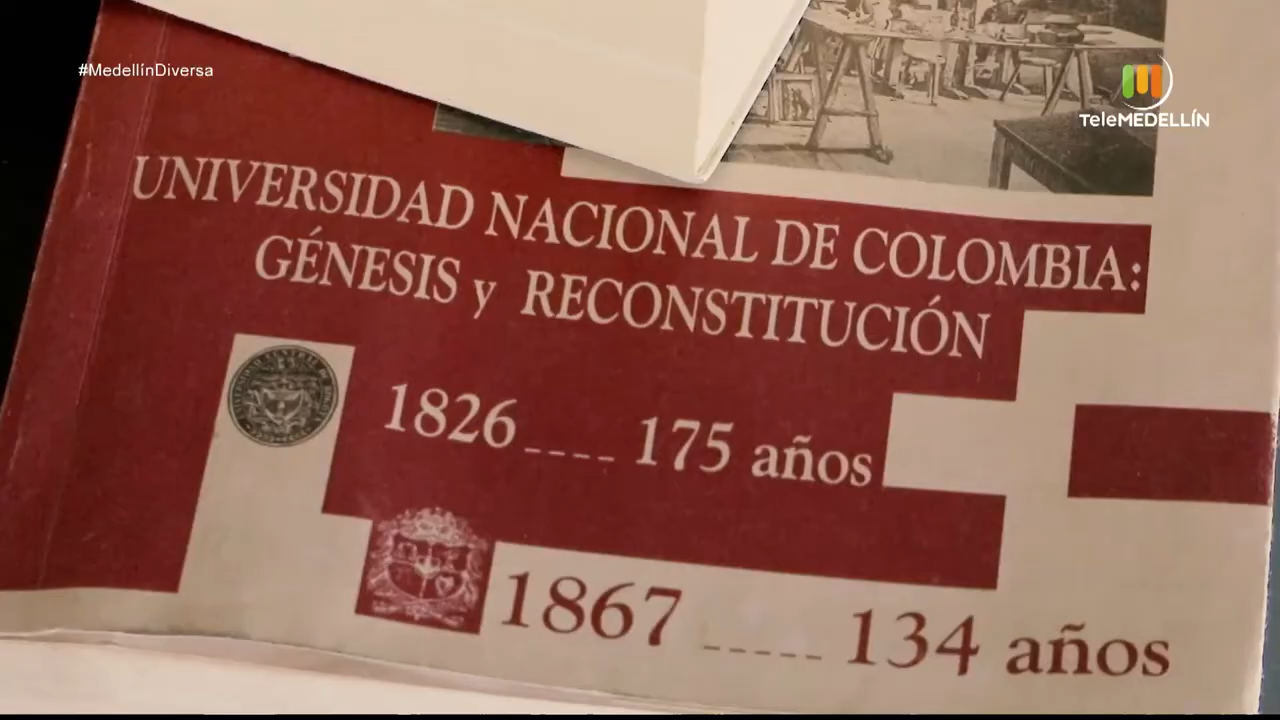 #MedellínDiversa
TeleMEDELLÍN
UNIVERSIDAD NACIONAL DE COLOMBIA:
GÉNESIS y RECONSTITUCIÓN
1826 ---- 175 años
1867 ----- 134 años